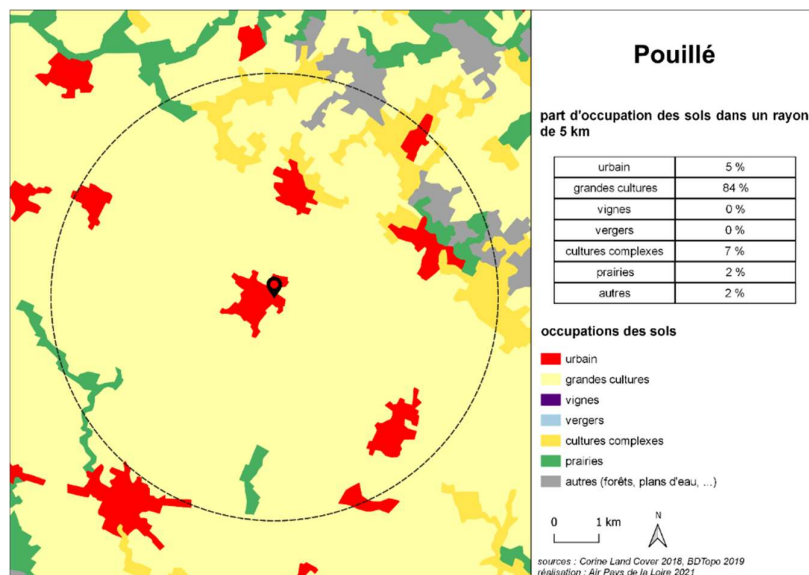 Pouillé
part d'occupation des sols dans un rayon
de 5 km
urbain 5 %
grandes cultures 84 %
vignes 0 %
vergers 0 %
cultures complexes 7 %
prairies 2 %
autres 2 %
occupations des sols
urbain
grandes cultures
vignes
vergers
cultures complexes
prairies
autres (forêts, plans d'eau, ...)
0 1 km
N
sources : Corine Land Cover 2018, BDTopo 2019
réalisation : Air Pays de la Loire 2021